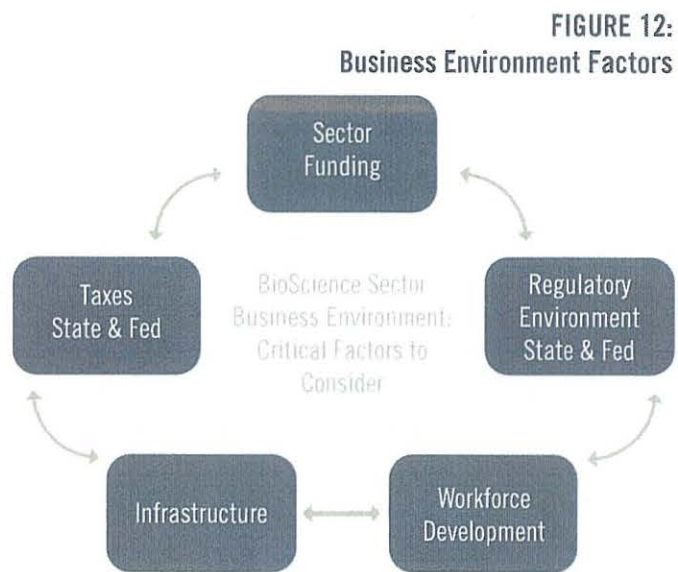 FIGURE 12:
Business Environment Factors
Sector
Funding
Taxes
State & Fed
BioScience Sector
Business Environment:
Critical Factors to
Consider
Regulatory
Environment
State & Fed
Infrastructure
Workforce
Development